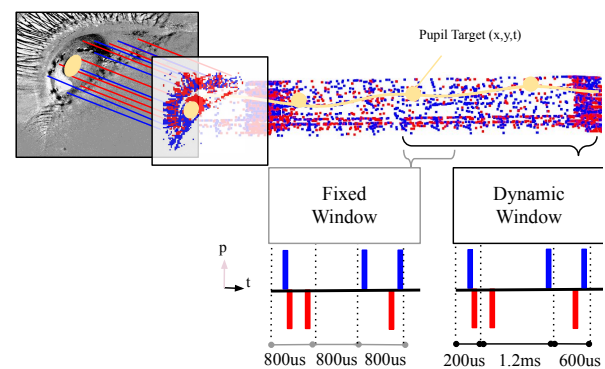 Pupil Target (x,y,t)
Fixed
Window
Dynamic
Window
p
t
800us 800us 800us
200us 1.2ms 600us